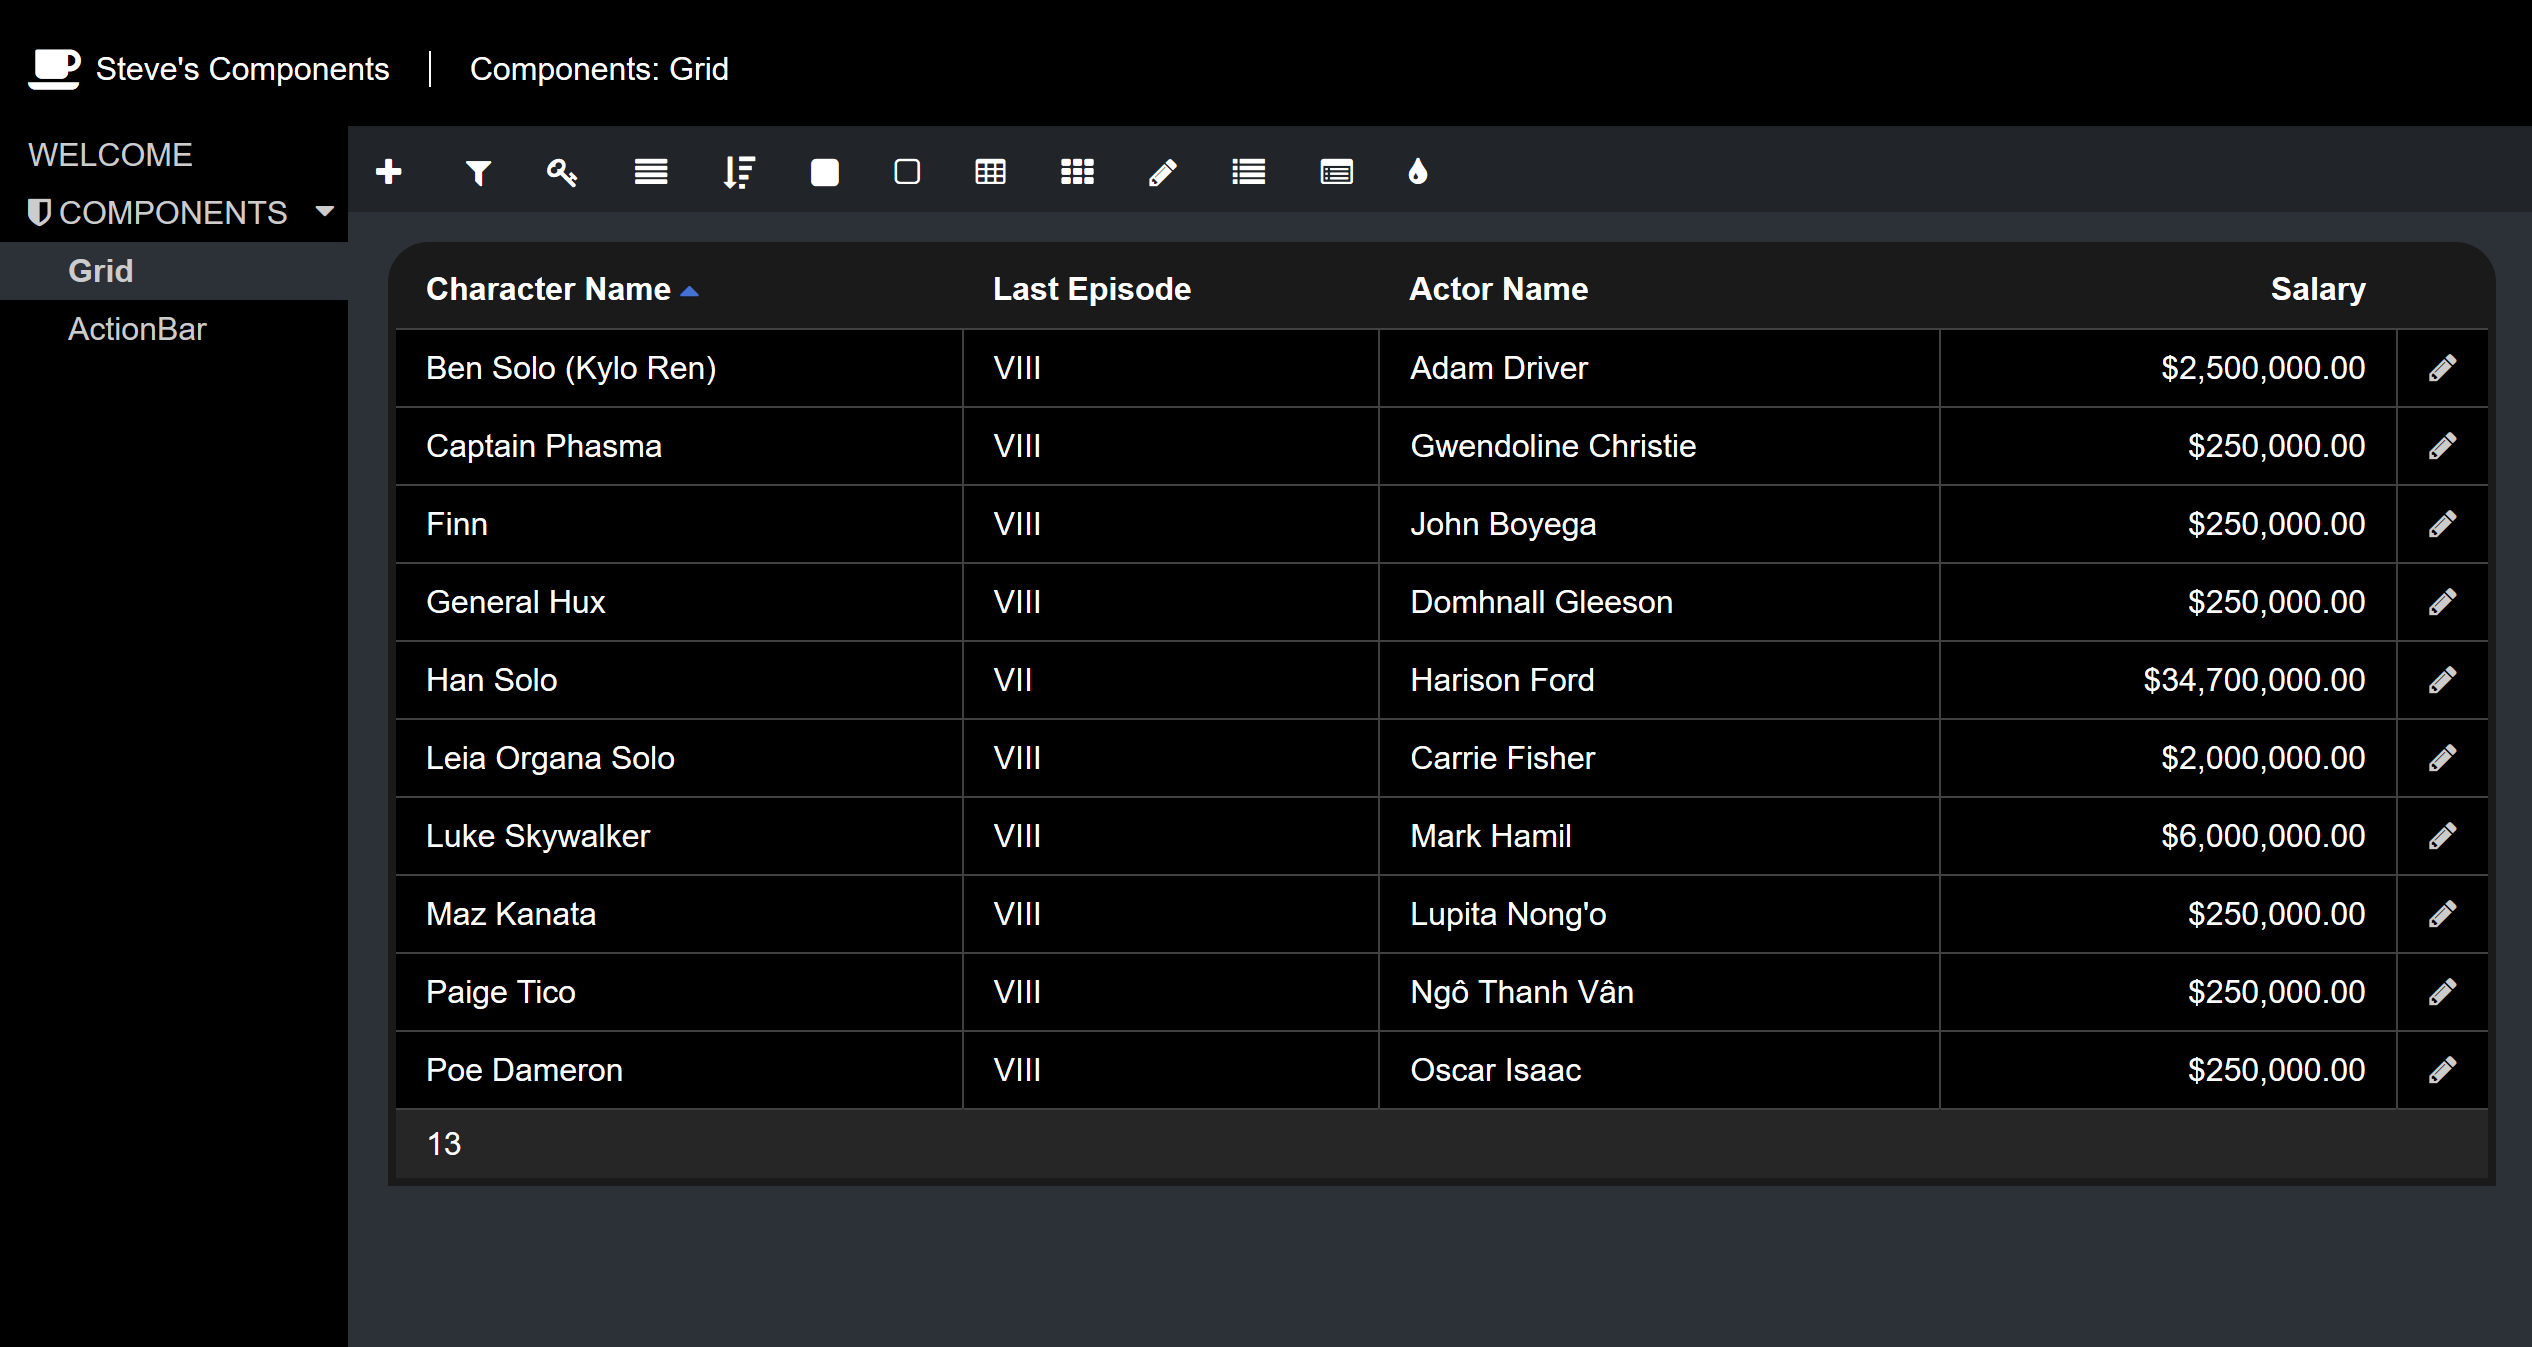 Steve's Components
Components: Grid
WELCOME
COMPONENTS
Grid
ActionBar
Character Name Last Episode Actor Name Salary
Ben Solo (Kylo Ren) VIII Adam Driver $2,500,000.00
Captain Phasma VIII Gwendoline Christie $250,000.00
Finn VIII John Boyega $250,000.00
General Hux VIII Domhnall Gleeson $250,000.00
Han Solo VII Harison Ford $34,700,000.00
Leia Organa Solo VIII Carrie Fisher $2,000,000.00
Luke Skywalker VIII Mark Hamil $6,000,000.00
Maz Kanata VIII Lupita Nong'o $250,000.00
Paige Tico VIII Ngô Thanh Vân $250,000.00
Poe Dameron VIII Oscar Isaac $250,000.00
13